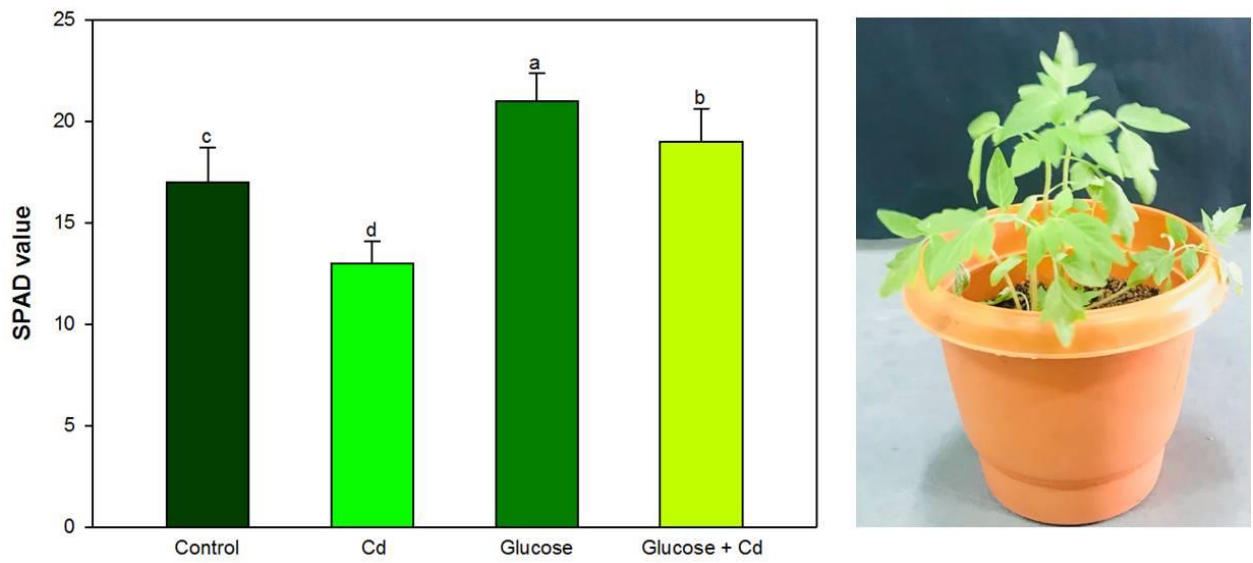 25
20
15
10
5
0
SPAD value
c
d
a
b
Control
Cd
Glucose
Glucose + Cd